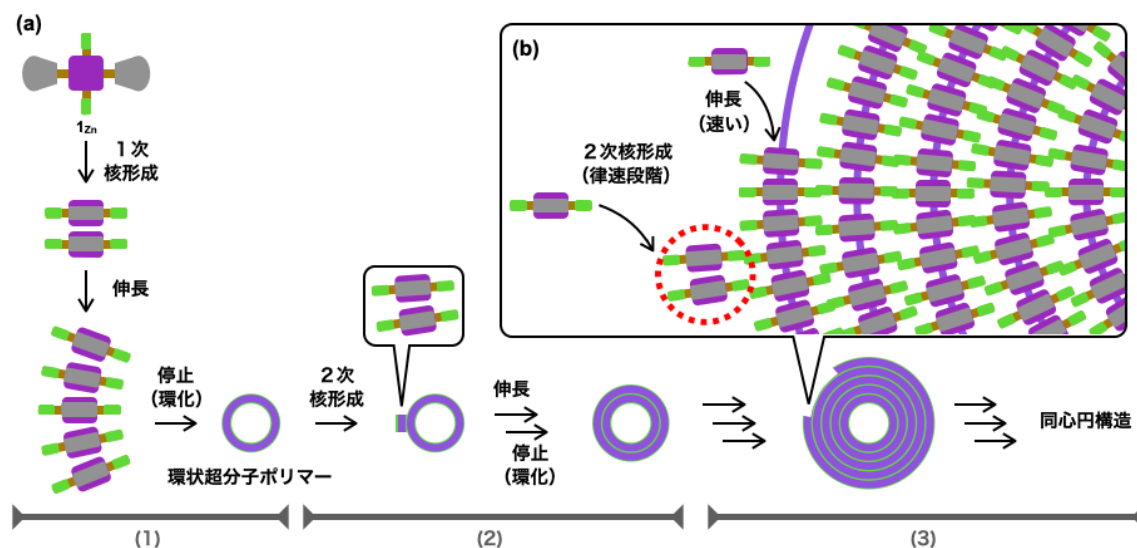 (a)
1Zn
１次
核形成
伸長
停止
(環化)
環状超分子ポリマー
２次
核形成
伸長
停止
(環化)
同心円構造
(b)
伸長
（速い）
２次核形成
（律速段階）
(1)
(2)
(3)